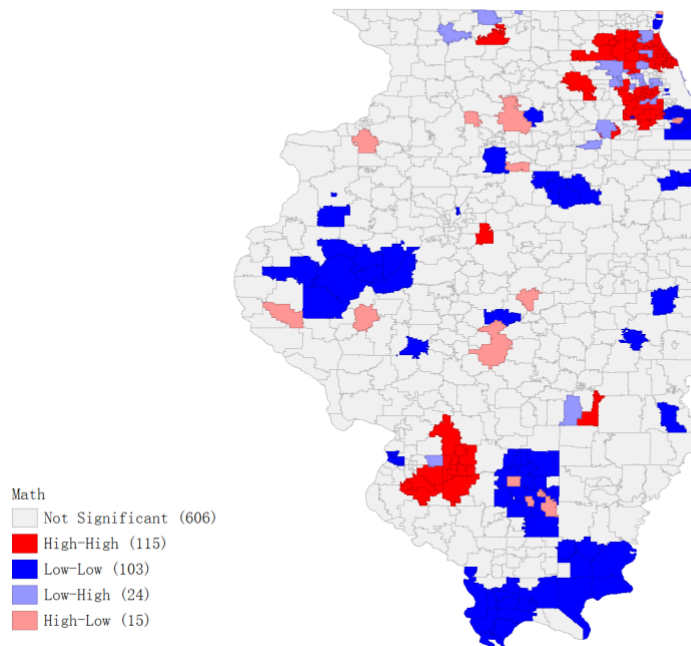 Math
Not Significant (606)
High-High (115)
Low-Low (103)
Low-High (24)
High-Low (15)